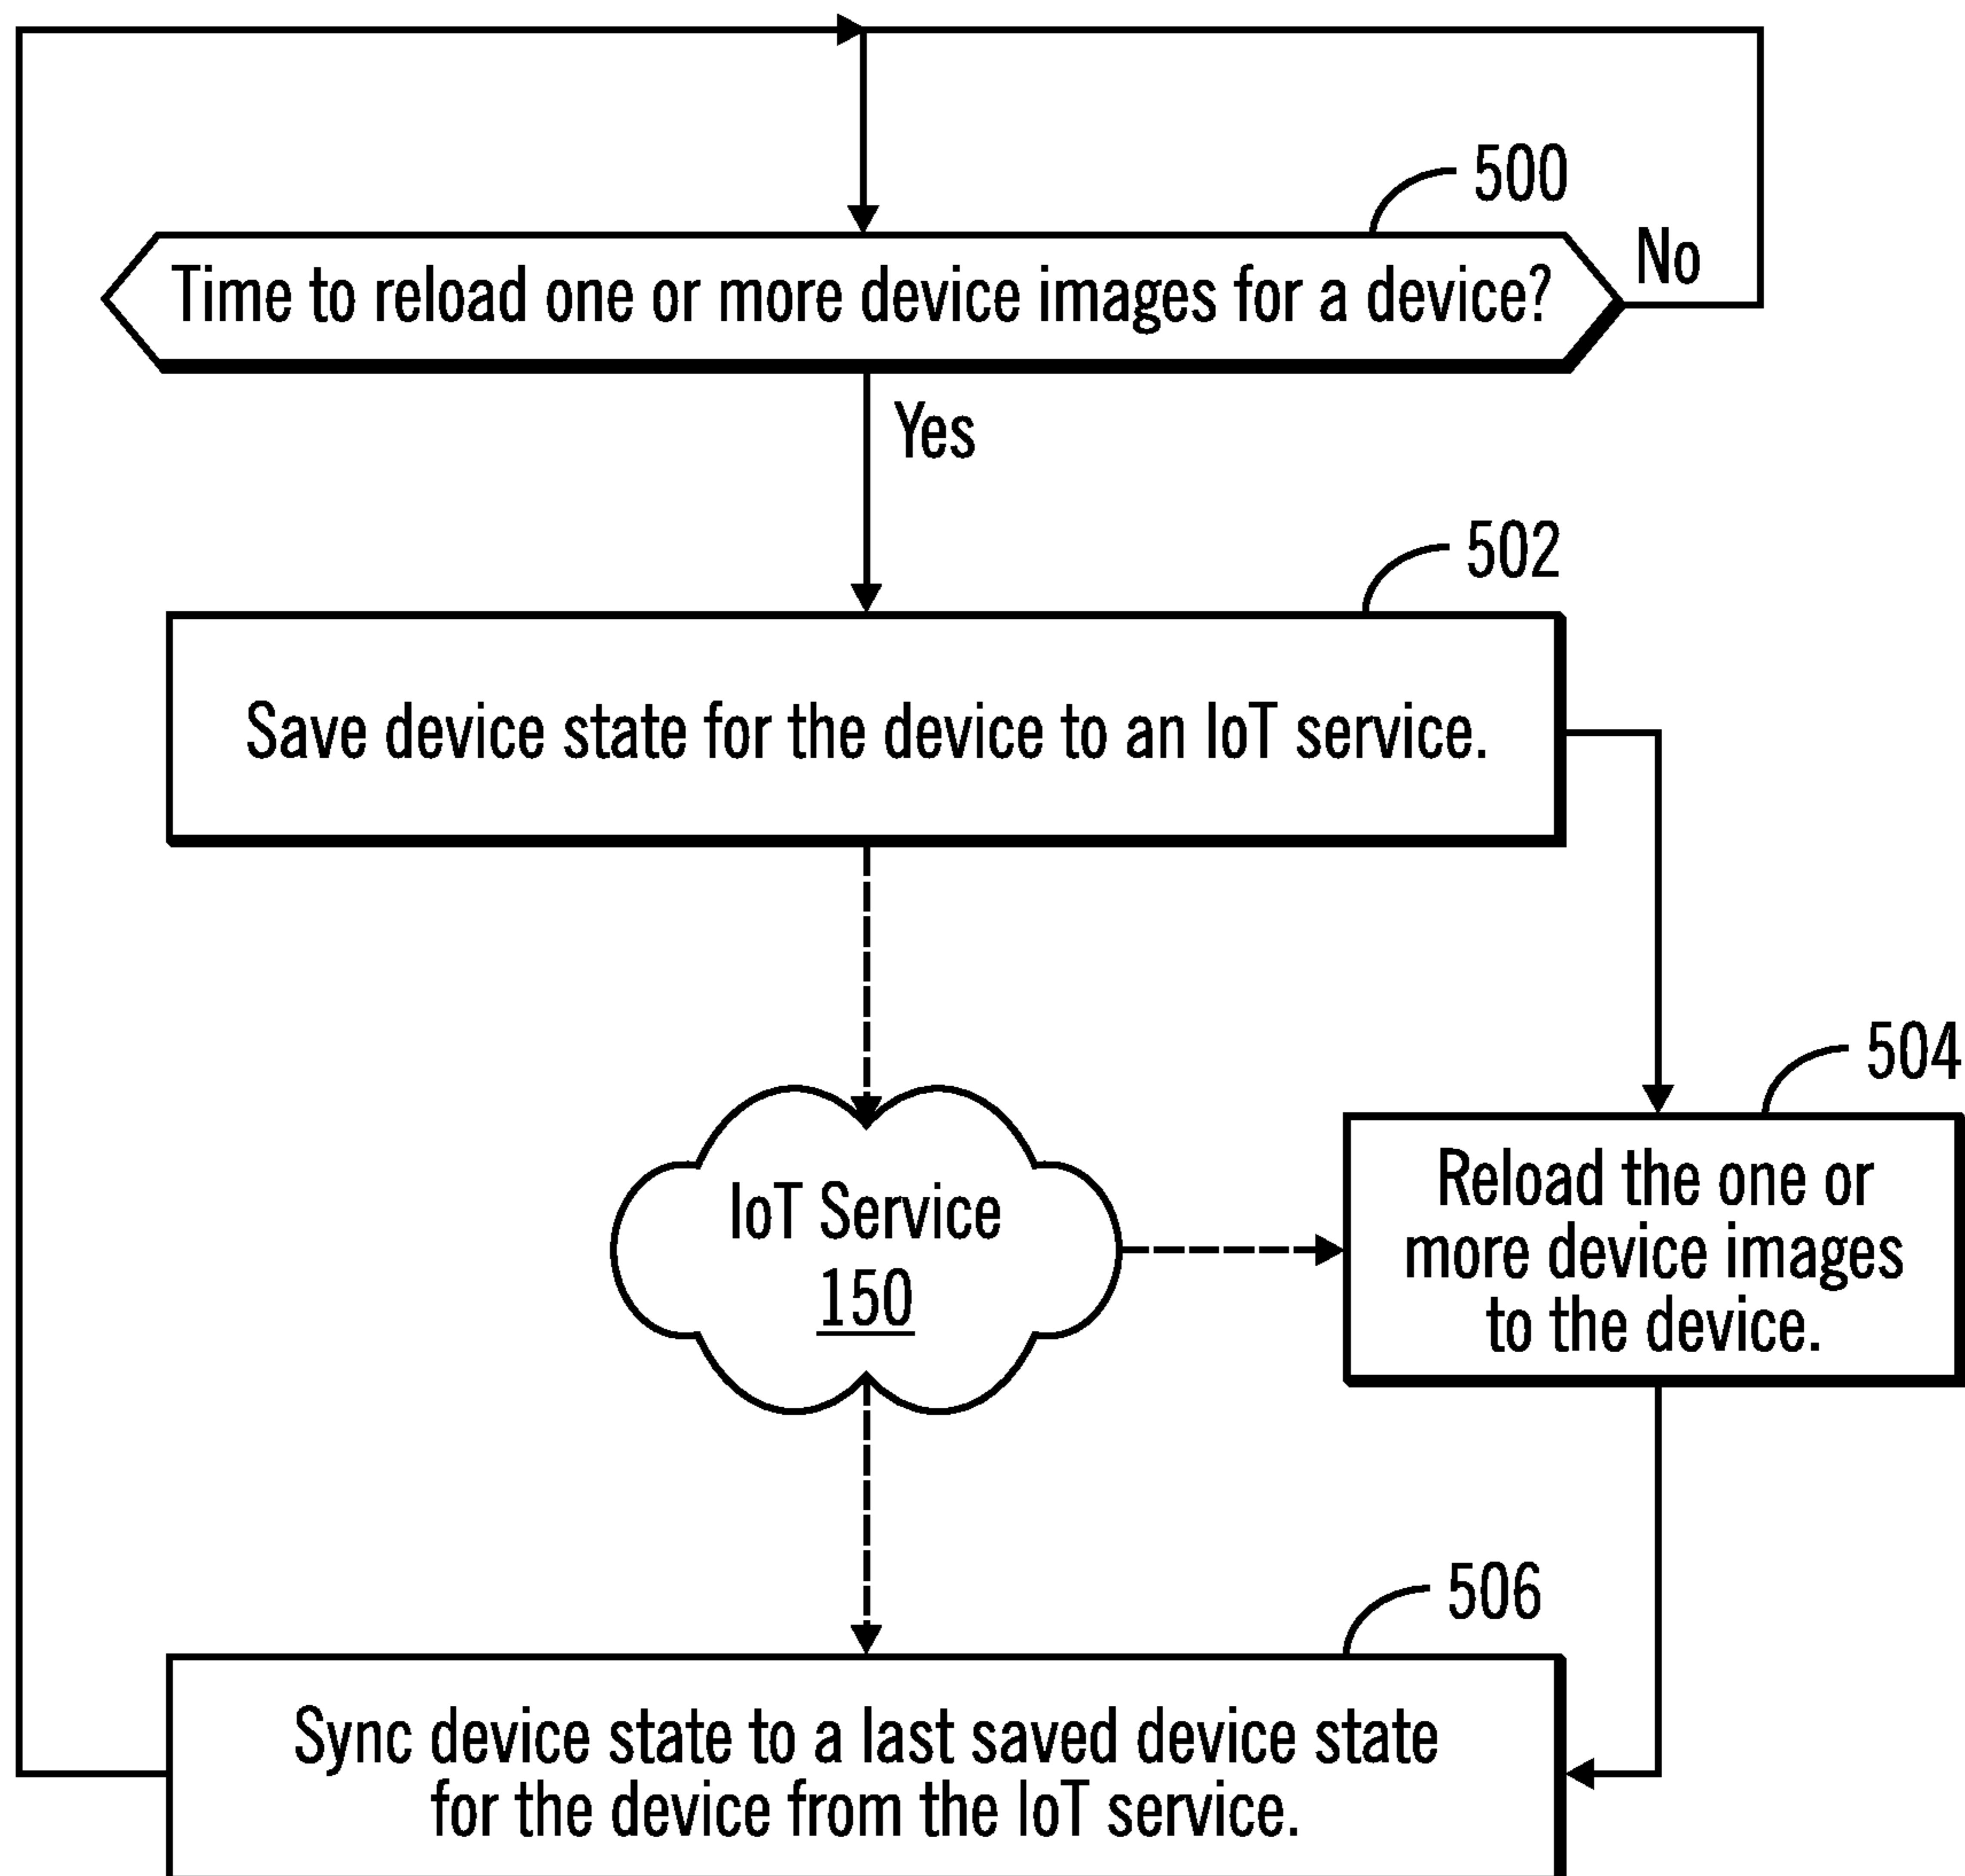 500
Time to reload one or more device images for a device?
No
Yes
502
Save device state for the device to an IoT service.
504
IoT Service
150
Reload the one or
more device images
to the device.
506
Sync device state to a last saved device state
for the device from the IoT service.